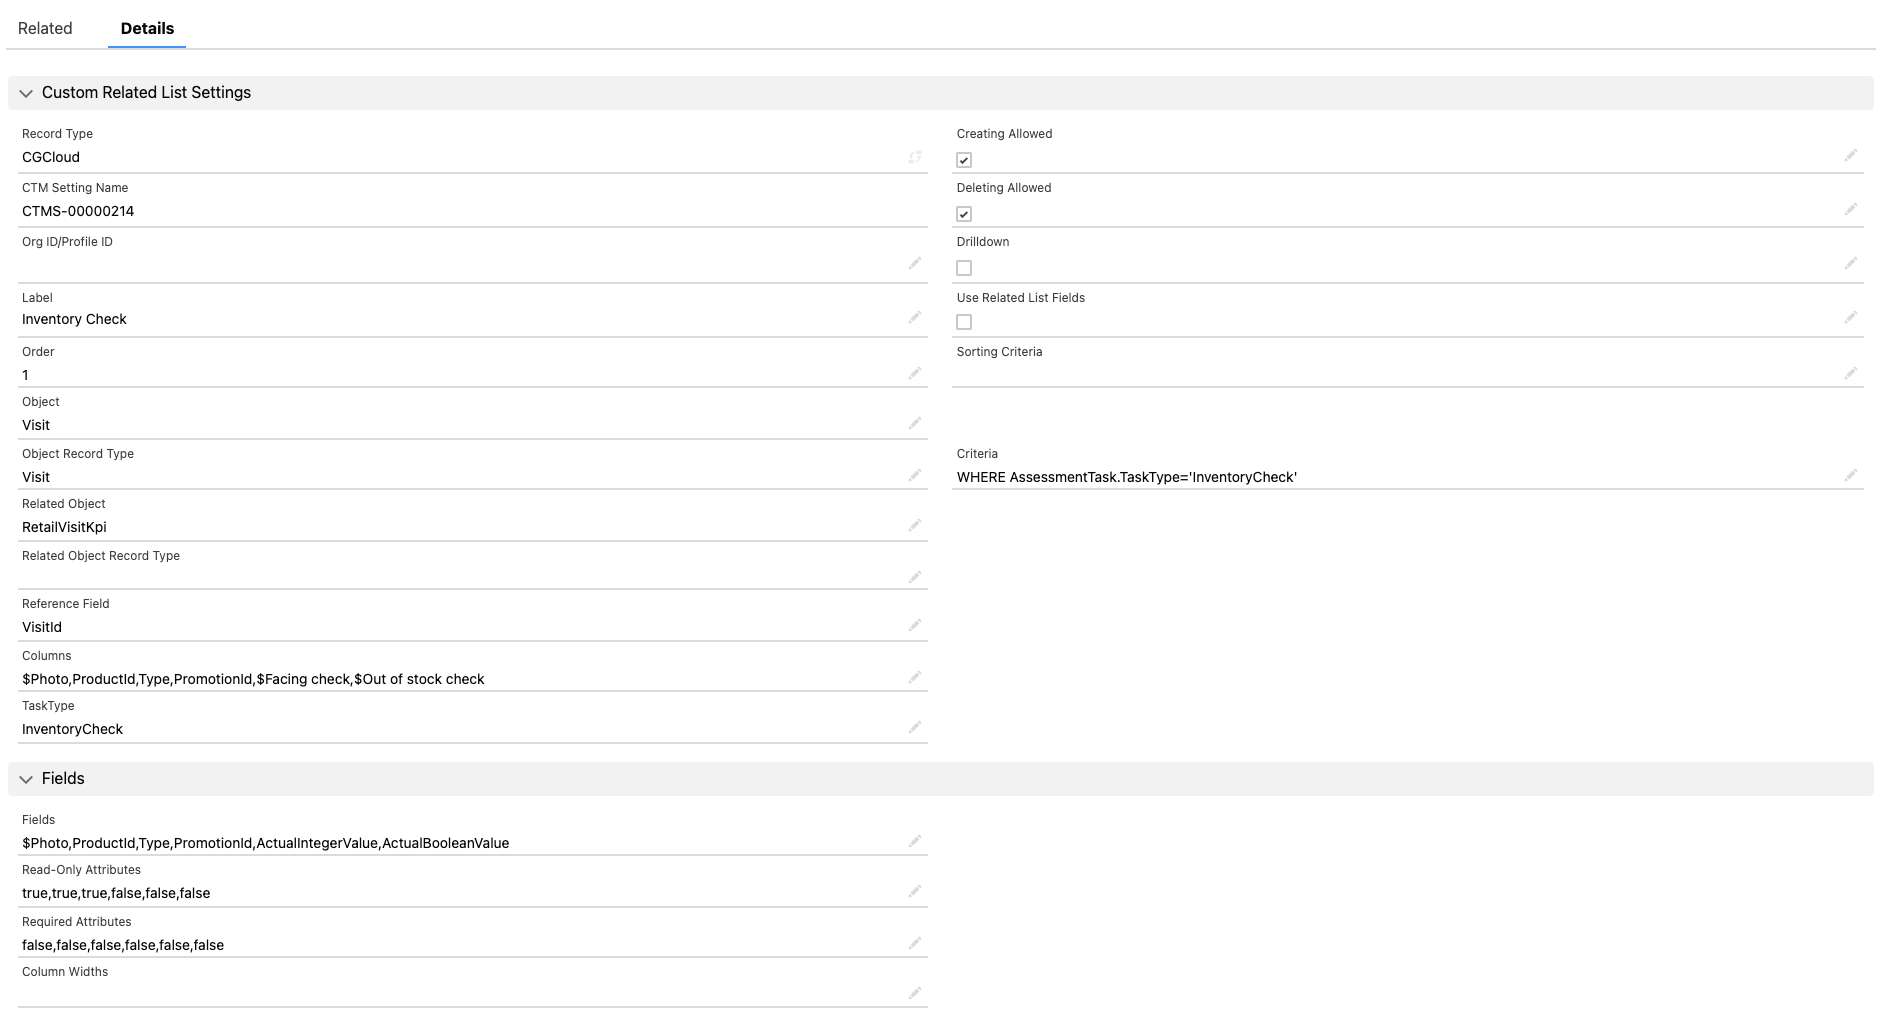 Related
Details
Custom Related List Settings
Record Type
CGCloud
CTM Setting Name
CTMS-00000214
Org ID/Profile ID
Label
Inventory Check
Order
1
Object
Visit
Object Record Type
Visit
Related Object
RetailVisitKpi
Related Object Record Type
Reference Field
VisitId
Columns
$Photo,ProductId,Type,PromotionId,$Facing check,$Out of stock check
TaskType
InventoryCheck
Creating Allowed
Deleting Allowed
Drilldown
Use Related List Fields
Sorting Criteria
Criteria
WHERE AssessmentTask.TaskType='InventoryCheck'
Fields
Fields
$Photo,ProductId,Type,PromotionId,ActualIntegerValue,ActualBooleanValue
Read-Only Attributes
true,true,true,false,false,false
Required Attributes
false,false,false,false,false,false
Column Widths